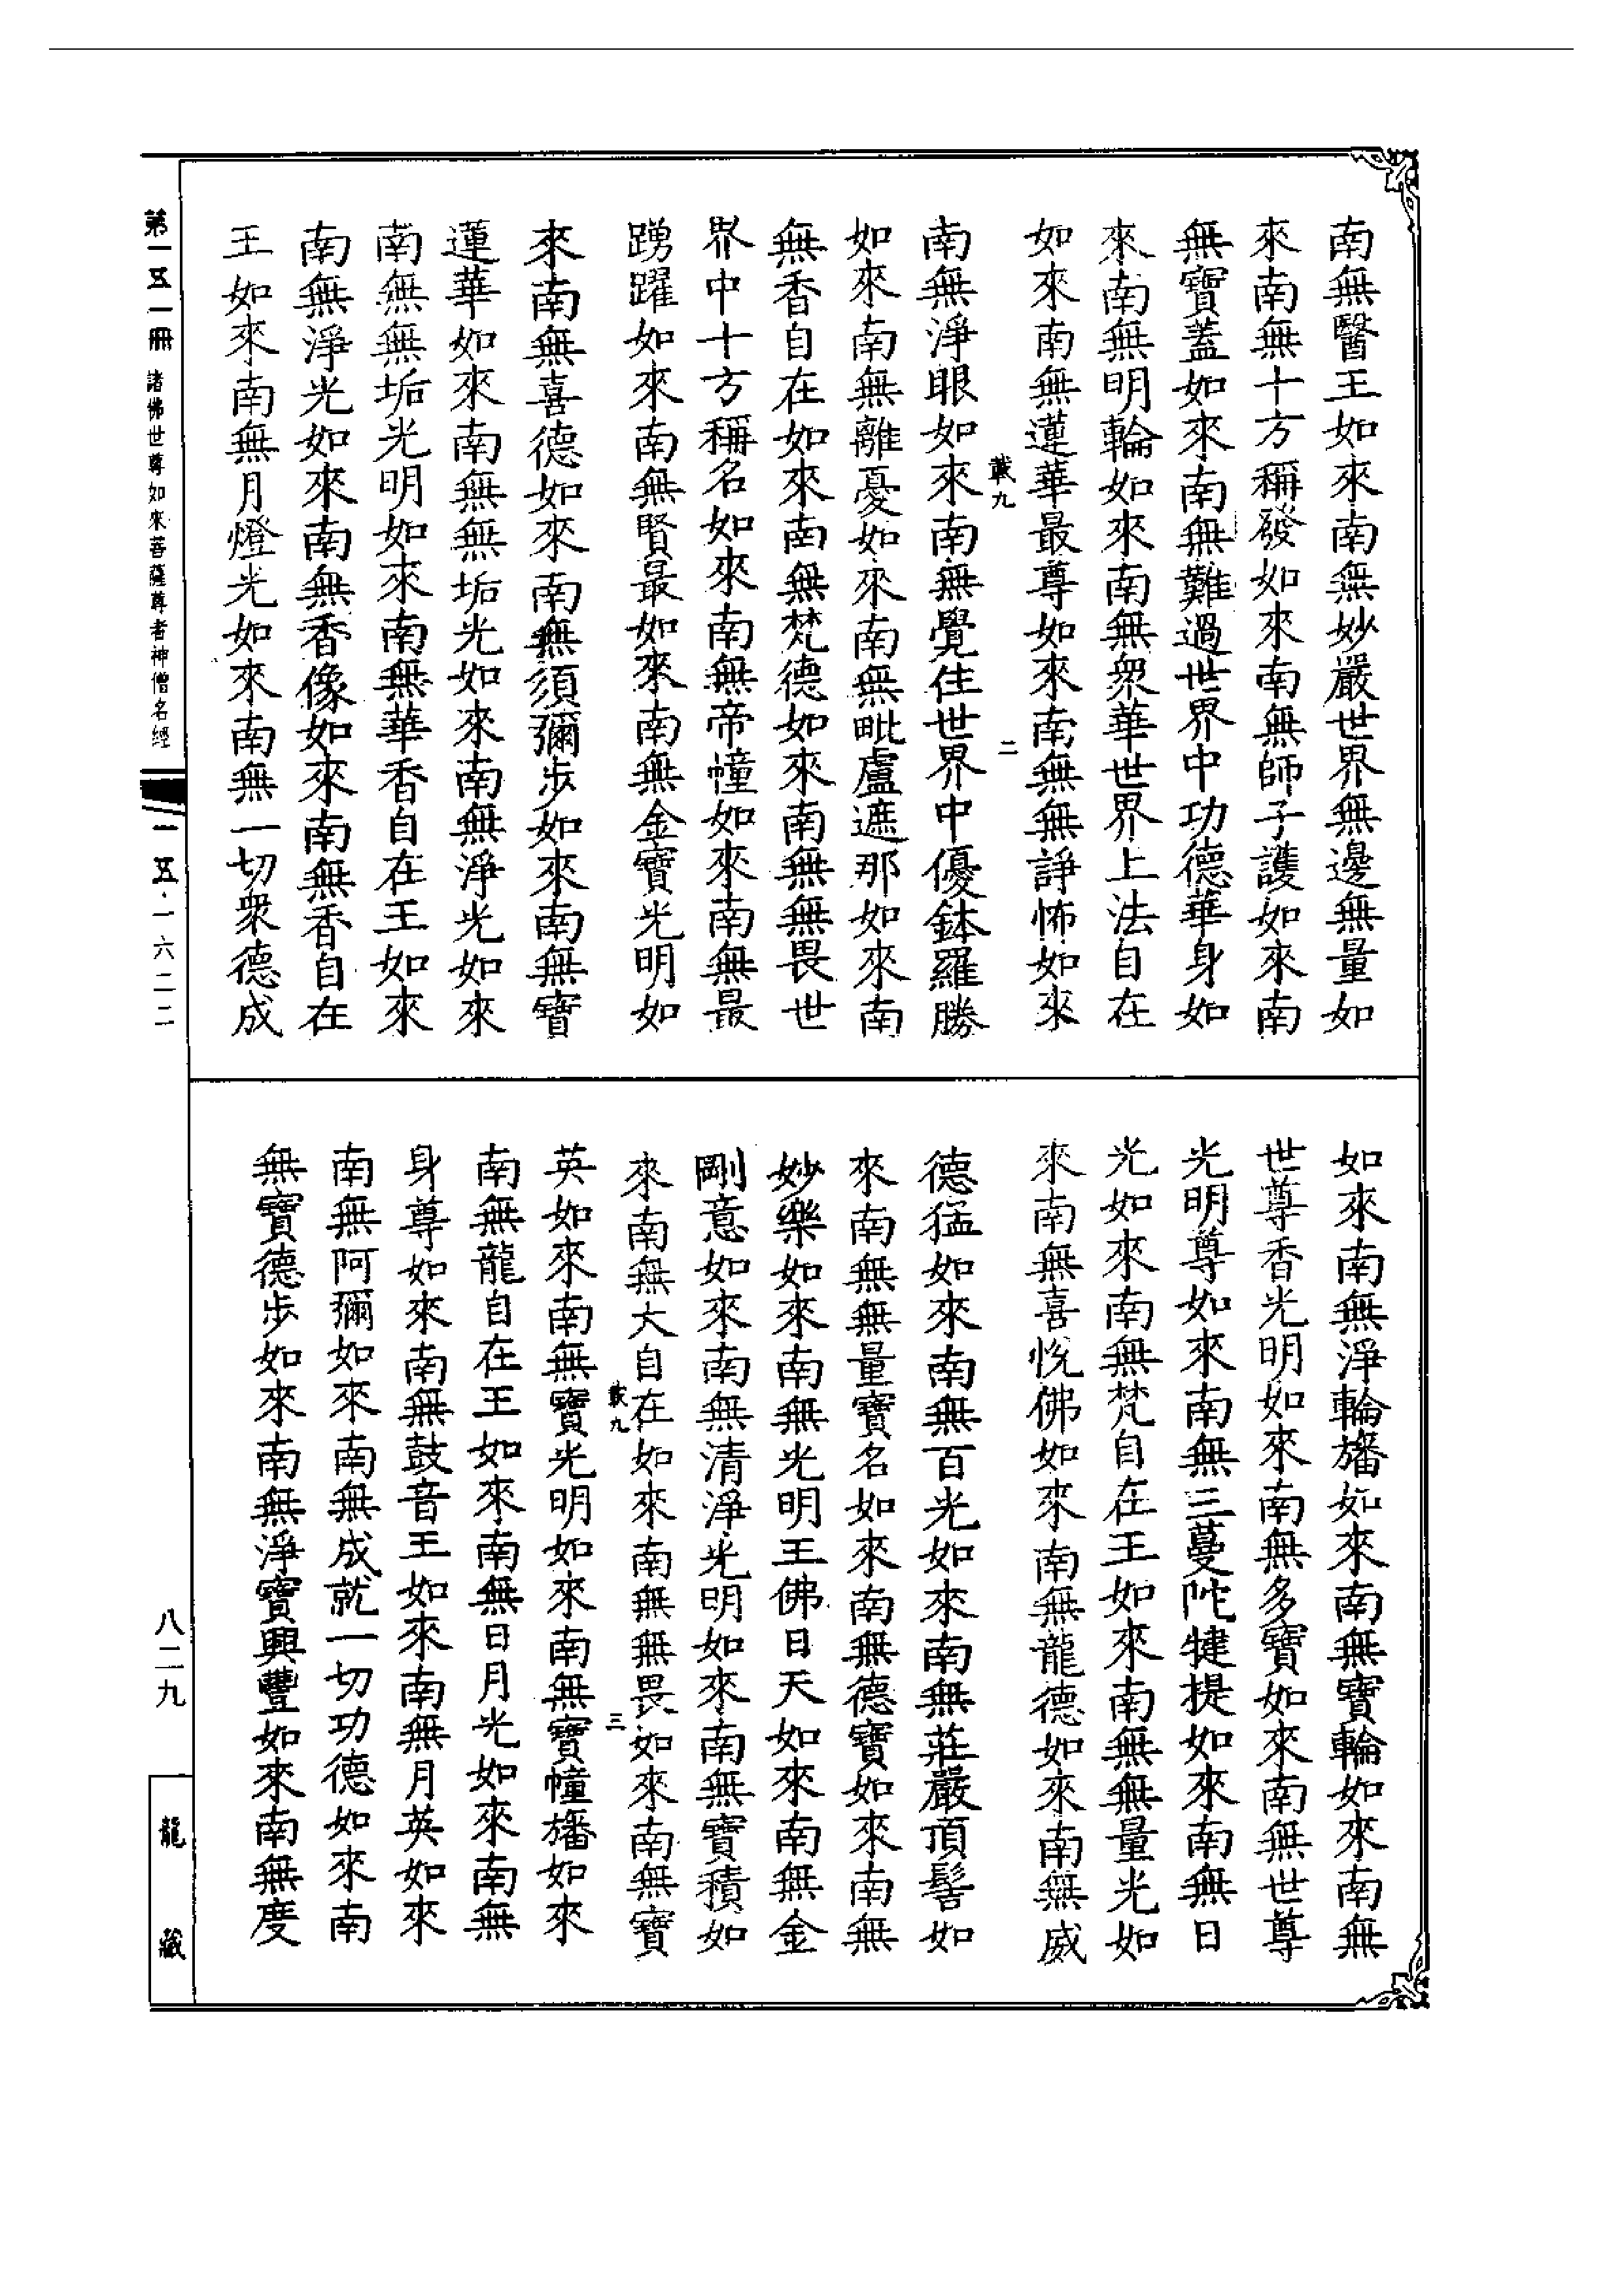 南無醫王如來南無妙嚴世界無邊無量如
來南無十方稱發如來南無師子護如來南
無寶蓋如來南無難過世界中功德華身如
來南無明輪如來南無衆華世界上法自在
如來南無蓮華最尊如來南無無諍怖如來
載九 二
南無淨眼如來南無覺住世界中優鉢羅勝
如來南無離憂如來南無毗盧遮那如來南
無香自在如來南無梵德如來南無無畏世
界中十方稱名如來南無帝幢如來南無最
踴躍如來南無賢最如來南無金寶光明如
來南無喜德如來南無須彌步如來南無寶
蓮華如來南無無垢光如來南無淨光如來
南無無垢光明如來南無華香自在王如來
南無淨光如來南無香像如來南無香自在
王如來南無月燈光如來南無一切衆德成
如來南無淨輪旛如來南無寶輪如來南無
世尊香光明如來南無多寶如來南無世尊
光明尊如來南無三蔓陀犍提如來南無日
光如來南無梵自在王如來南無無量光如
來南無喜悅佛如來南無龍德如來南無威
德猛如來南無百光如來南無莊嚴頂髻如
來南無無量寶名如來南無德寶如來南無
妙樂如來南無光明王佛日天如來南無金
剛意如來南無清淨光明如來南無寶積如
來南無大自在如來南無無畏如來南無寶
載九 三
英如來南無寶光明如來南無寶幢旛如來
南無龍自在王如來南無日月光如來南無
身尊如來南無鼓音王如來南無月英如來
南無阿彌如來南無成就一切功德如來南
無寶德步如來南無淨寶興豐如來南無度
第一五一冊 諸佛世尊如來菩薩尊者神僧名經
一五·一六二二
八二九
龍藏